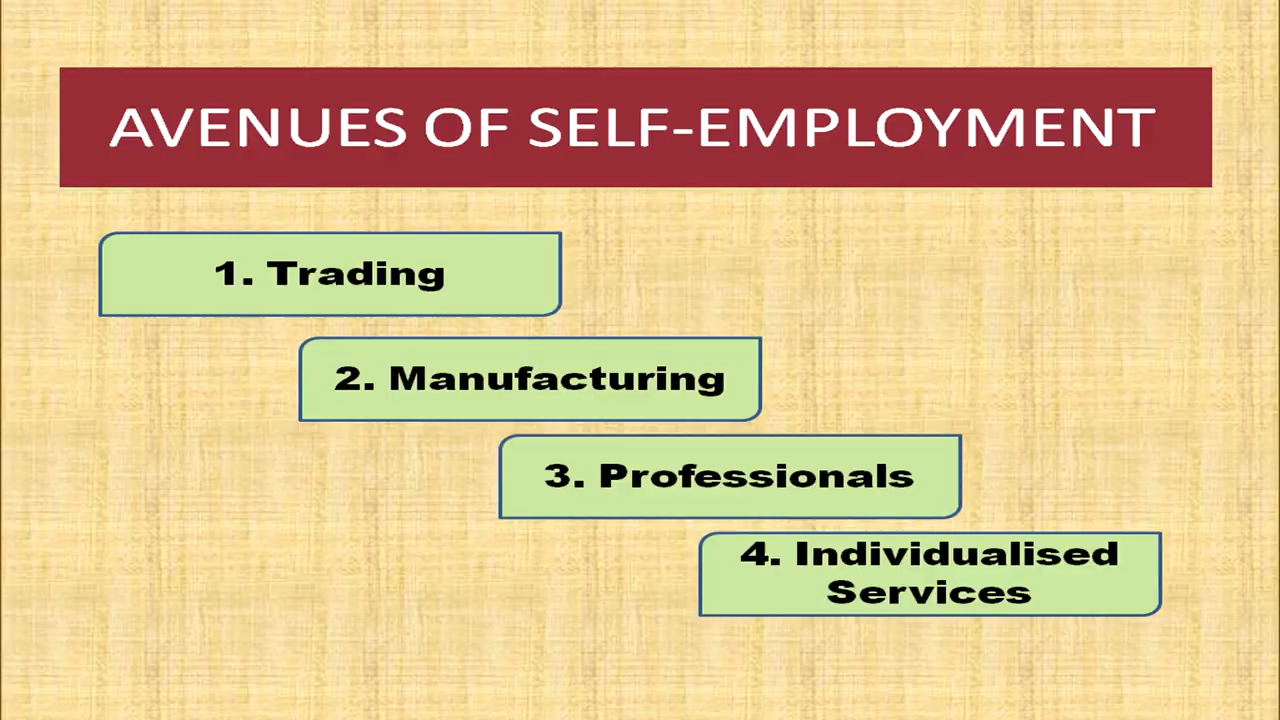 AVENUES OF SELF-EMPLOYMENT
1. Trading
2. Manufacturing
3. Professionals
4. Individualised
Services